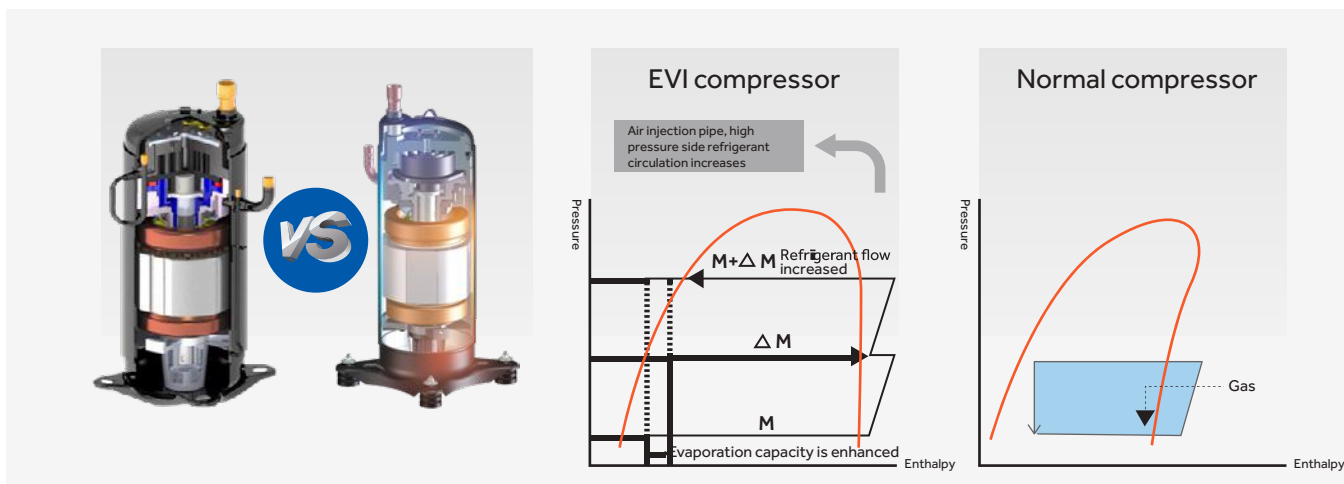 VS
EVI compressor
Air injection pipe, high
pressure side refrigerant
circulation increases
Pressure
M+△ M
Refrigerant flow
increased
△ M
M
Evaporation capacity is enhanced
Enthalpy
Normal compressor
Pressure
Gas
Enthalpy